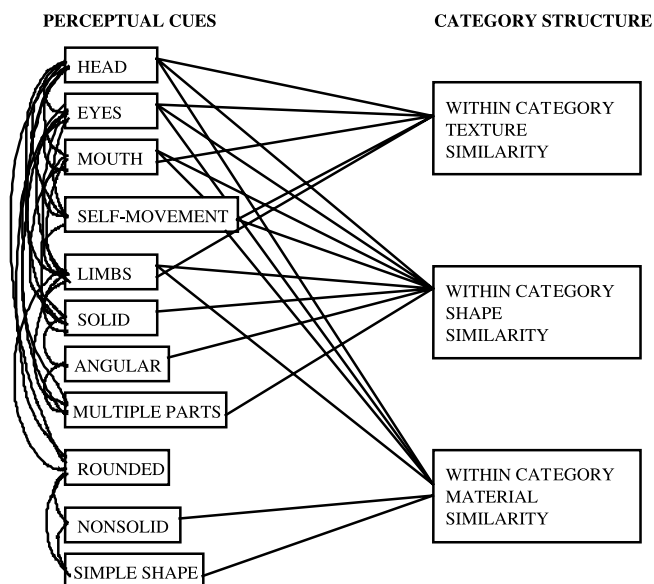 PERCEPTUAL CUES
CATEGORY STRUCTURE
HEAD
EYES
MOUTH
SELF-MOVEMENT
LIMBS
SOLID
ANGULAR
MULTIPLE PARTS
ROUNDED
NONSOLID
SIMPLE SHAPE
WITHIN CATEGORY
TEXTURE
SIMILARITY
WITHIN CATEGORY
SHAPE
SIMILARITY
WITHIN CATEGORY
MATERIAL
SIMILARITY